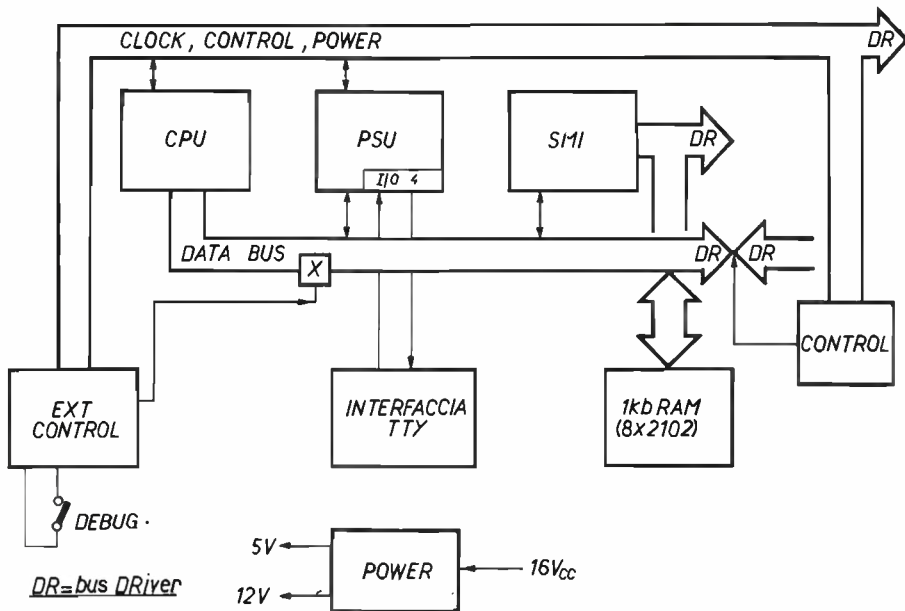 CLOCK, CONTROL, POWER
DR
CPU
PSU
I/O 4
SMI
DR
DATA BUS
X
DR
DR
EXT
CONTROL
INTERFACCIA
TTY
1kb RAM
(8x2102)
CONTROL
DEBUG.
5V
12V
POWER
16Vcc
DR=bus DRiver